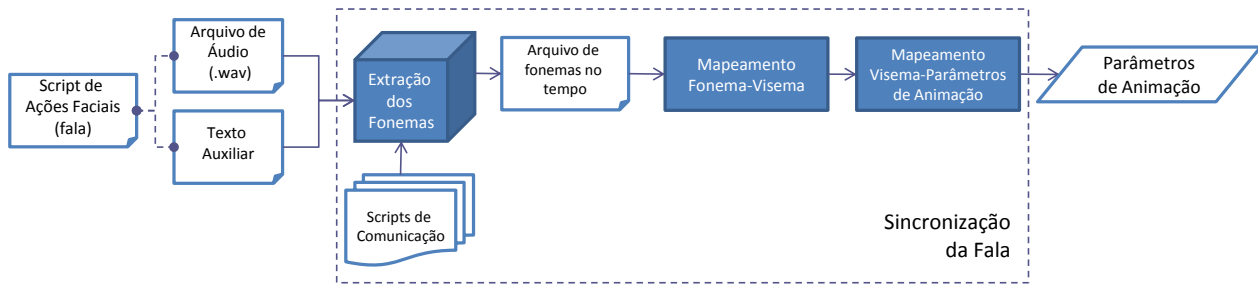 Script de
Ações Faciais
(fala)
Arquivo de
Áudio
(.wav)
Texto
Auxiliar
Extração
dos
Fonemas
Scripts de
Comunicação
Arquivo de
fonemas no
tempo
Mapeamento
Fonema-Visema
Mapeamento
Visema-Parâmetros
de Animação
Sincronização
da Fala
Parâmetros
de Animação